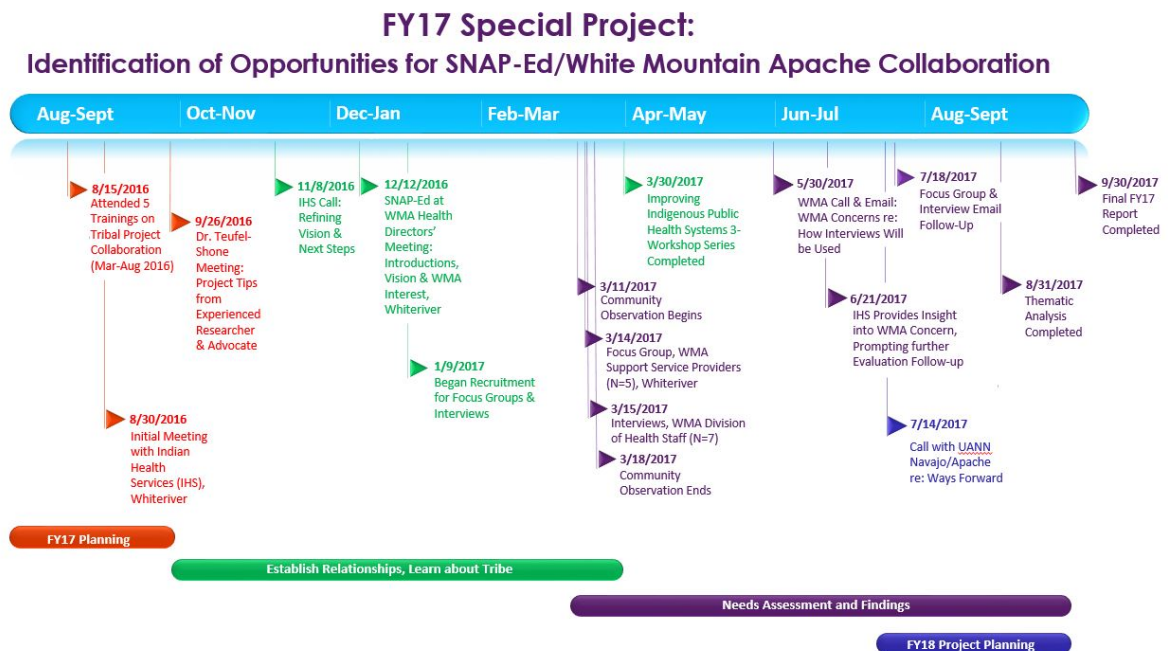 FY17 Special Project:
Identification of Opportunities for SNAP-Ed/White Mountain Apache Collaboration
Aug-Sept
Oct-Nov
Dec-Jan
Feb-Mar
Apr-May
Jun-Jul
Aug-Sept
8/15/2016
Attended 5
Trainings on
Tribal Project
Collaboration
(Mar-Aug 2016)
8/30/2016
Initial Meeting
with Indian
Health
Services (IHS),
Whiteriver
9/26/2016
Dr. Teufel-
Shone
Meeting:
Project Tips
from
Experienced
Researcher
& Advocate
11/8/2016
IHS Call:
Refining
Vision &
Next Steps
12/12/2016
SNAP-Ed at
WMA Health
Directors'
Meeting:
Introductions,
Vision & WMA
Interest,
Whiteriver
1/9/2017
Began Recruitment
for Focus Groups &
Interviews
3/11/2017
Community
Observation Begins
3/14/2017
Focus Group, WMA
Support Service Providers
(N=5), Whiteriver
3/15/2017
Interviews, WMA Division
of Health Staff (N=7)
3/18/2017
Community
Observation Ends
3/30/2017
Improving
Indigenous Public
Health Systems 3-
Workshop Series
Completed
5/30/2017
WMA Call & Email:
WMA Concerns re:
How Interviews Will
be Used
6/21/2017
IHS Provides Insight
into WMA Concern,
Prompting further
Evaluation Follow-up
7/14/2017
Call with UANN
Navajo/Apache
re: Ways Forward
7/18/2017
Focus Group &
Interview Email
Follow-Up
8/31/2017
Thematic
Analysis
Completed
9/30/2017
Final FY17
Report
Completed
FY17 Planning
Establish Relationships, Learn about Tribe
Needs Assessment and Findings
FY18 Project Planning